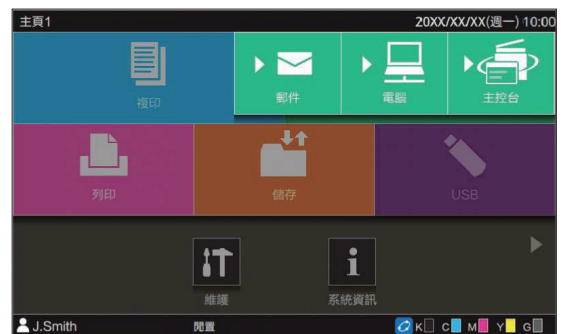 主頁1 20XX/XX/XX(週一) 10:00
複印 郵件 電腦 主控台
列印 儲存 USB
維護 系統資訊
J.Smith 閒置 K C M Y G